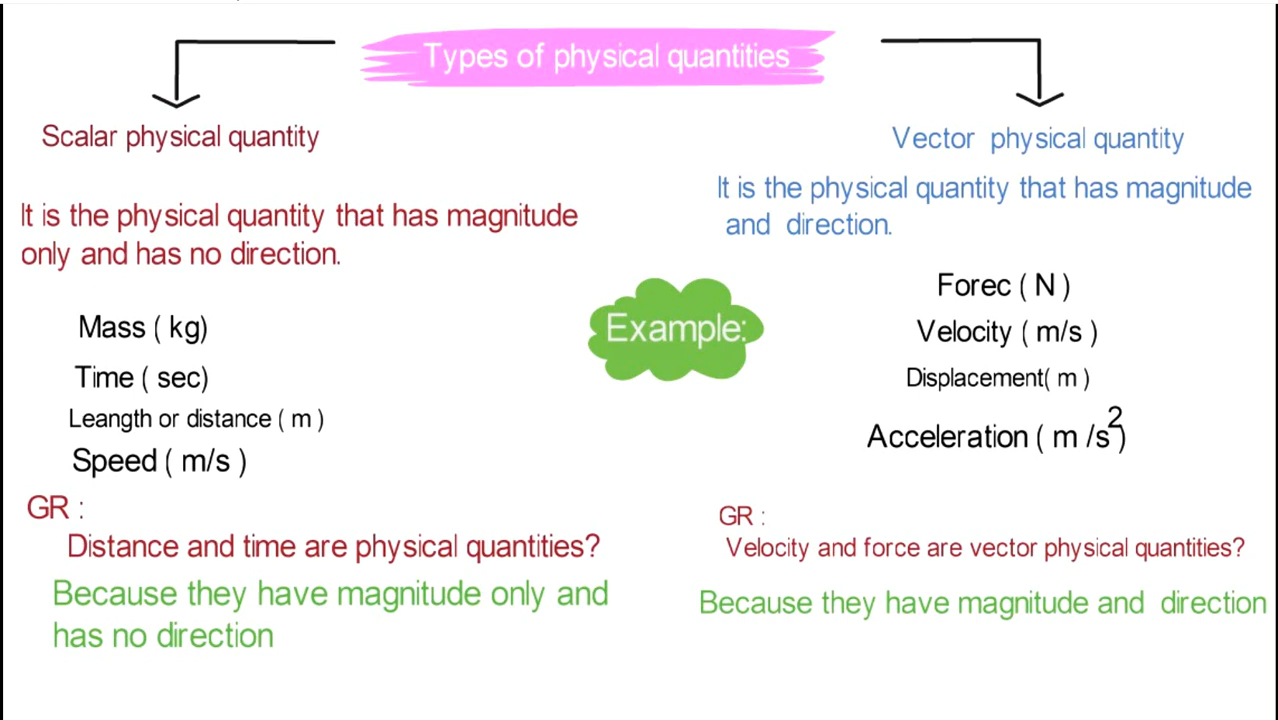 Types of physical quantities
Scalar physical quantity
It is the physical quantity that has magnitude
only and has no direction.
Mass ( kg)
Time ( sec)
Leangth or distance ( m )
Speed ( m/s )
GR :
Distance and time are physical quantities?
Because they have magnitude only and
has no direction
Example:
Vector physical quantity
It is the physical quantity that has magnitude
and direction.
Forec ( N )
Velocity ( m/s )
Displacement( m )
Acceleration ( m /s²)
GR :
Velocity and force are vector physical quantities?
Because they have magnitude and direction